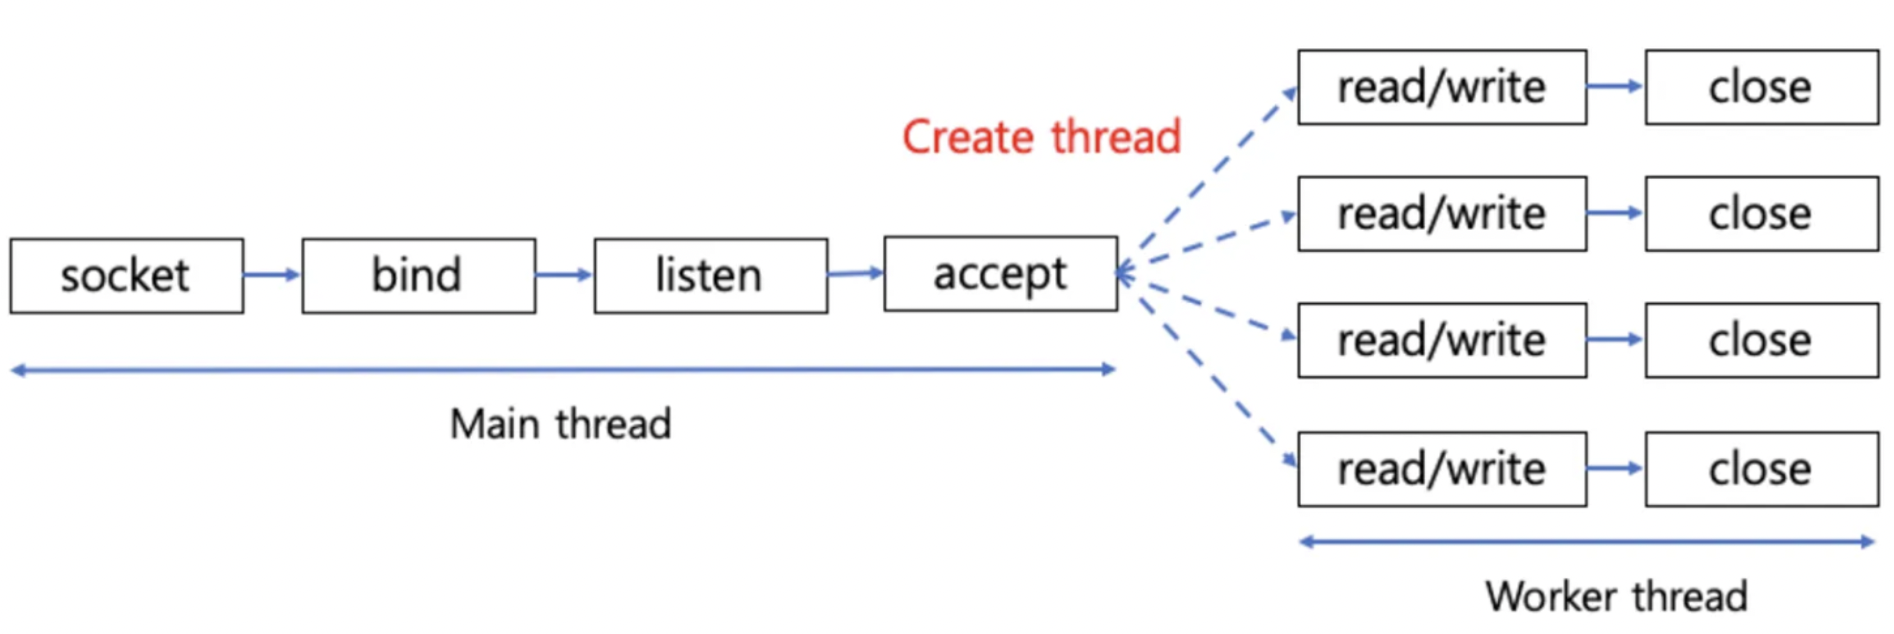 Create thread
socket
bind
listen
accept
Main thread
read/write
close
read/write
close
read/write
close
read/write
close
Worker thread